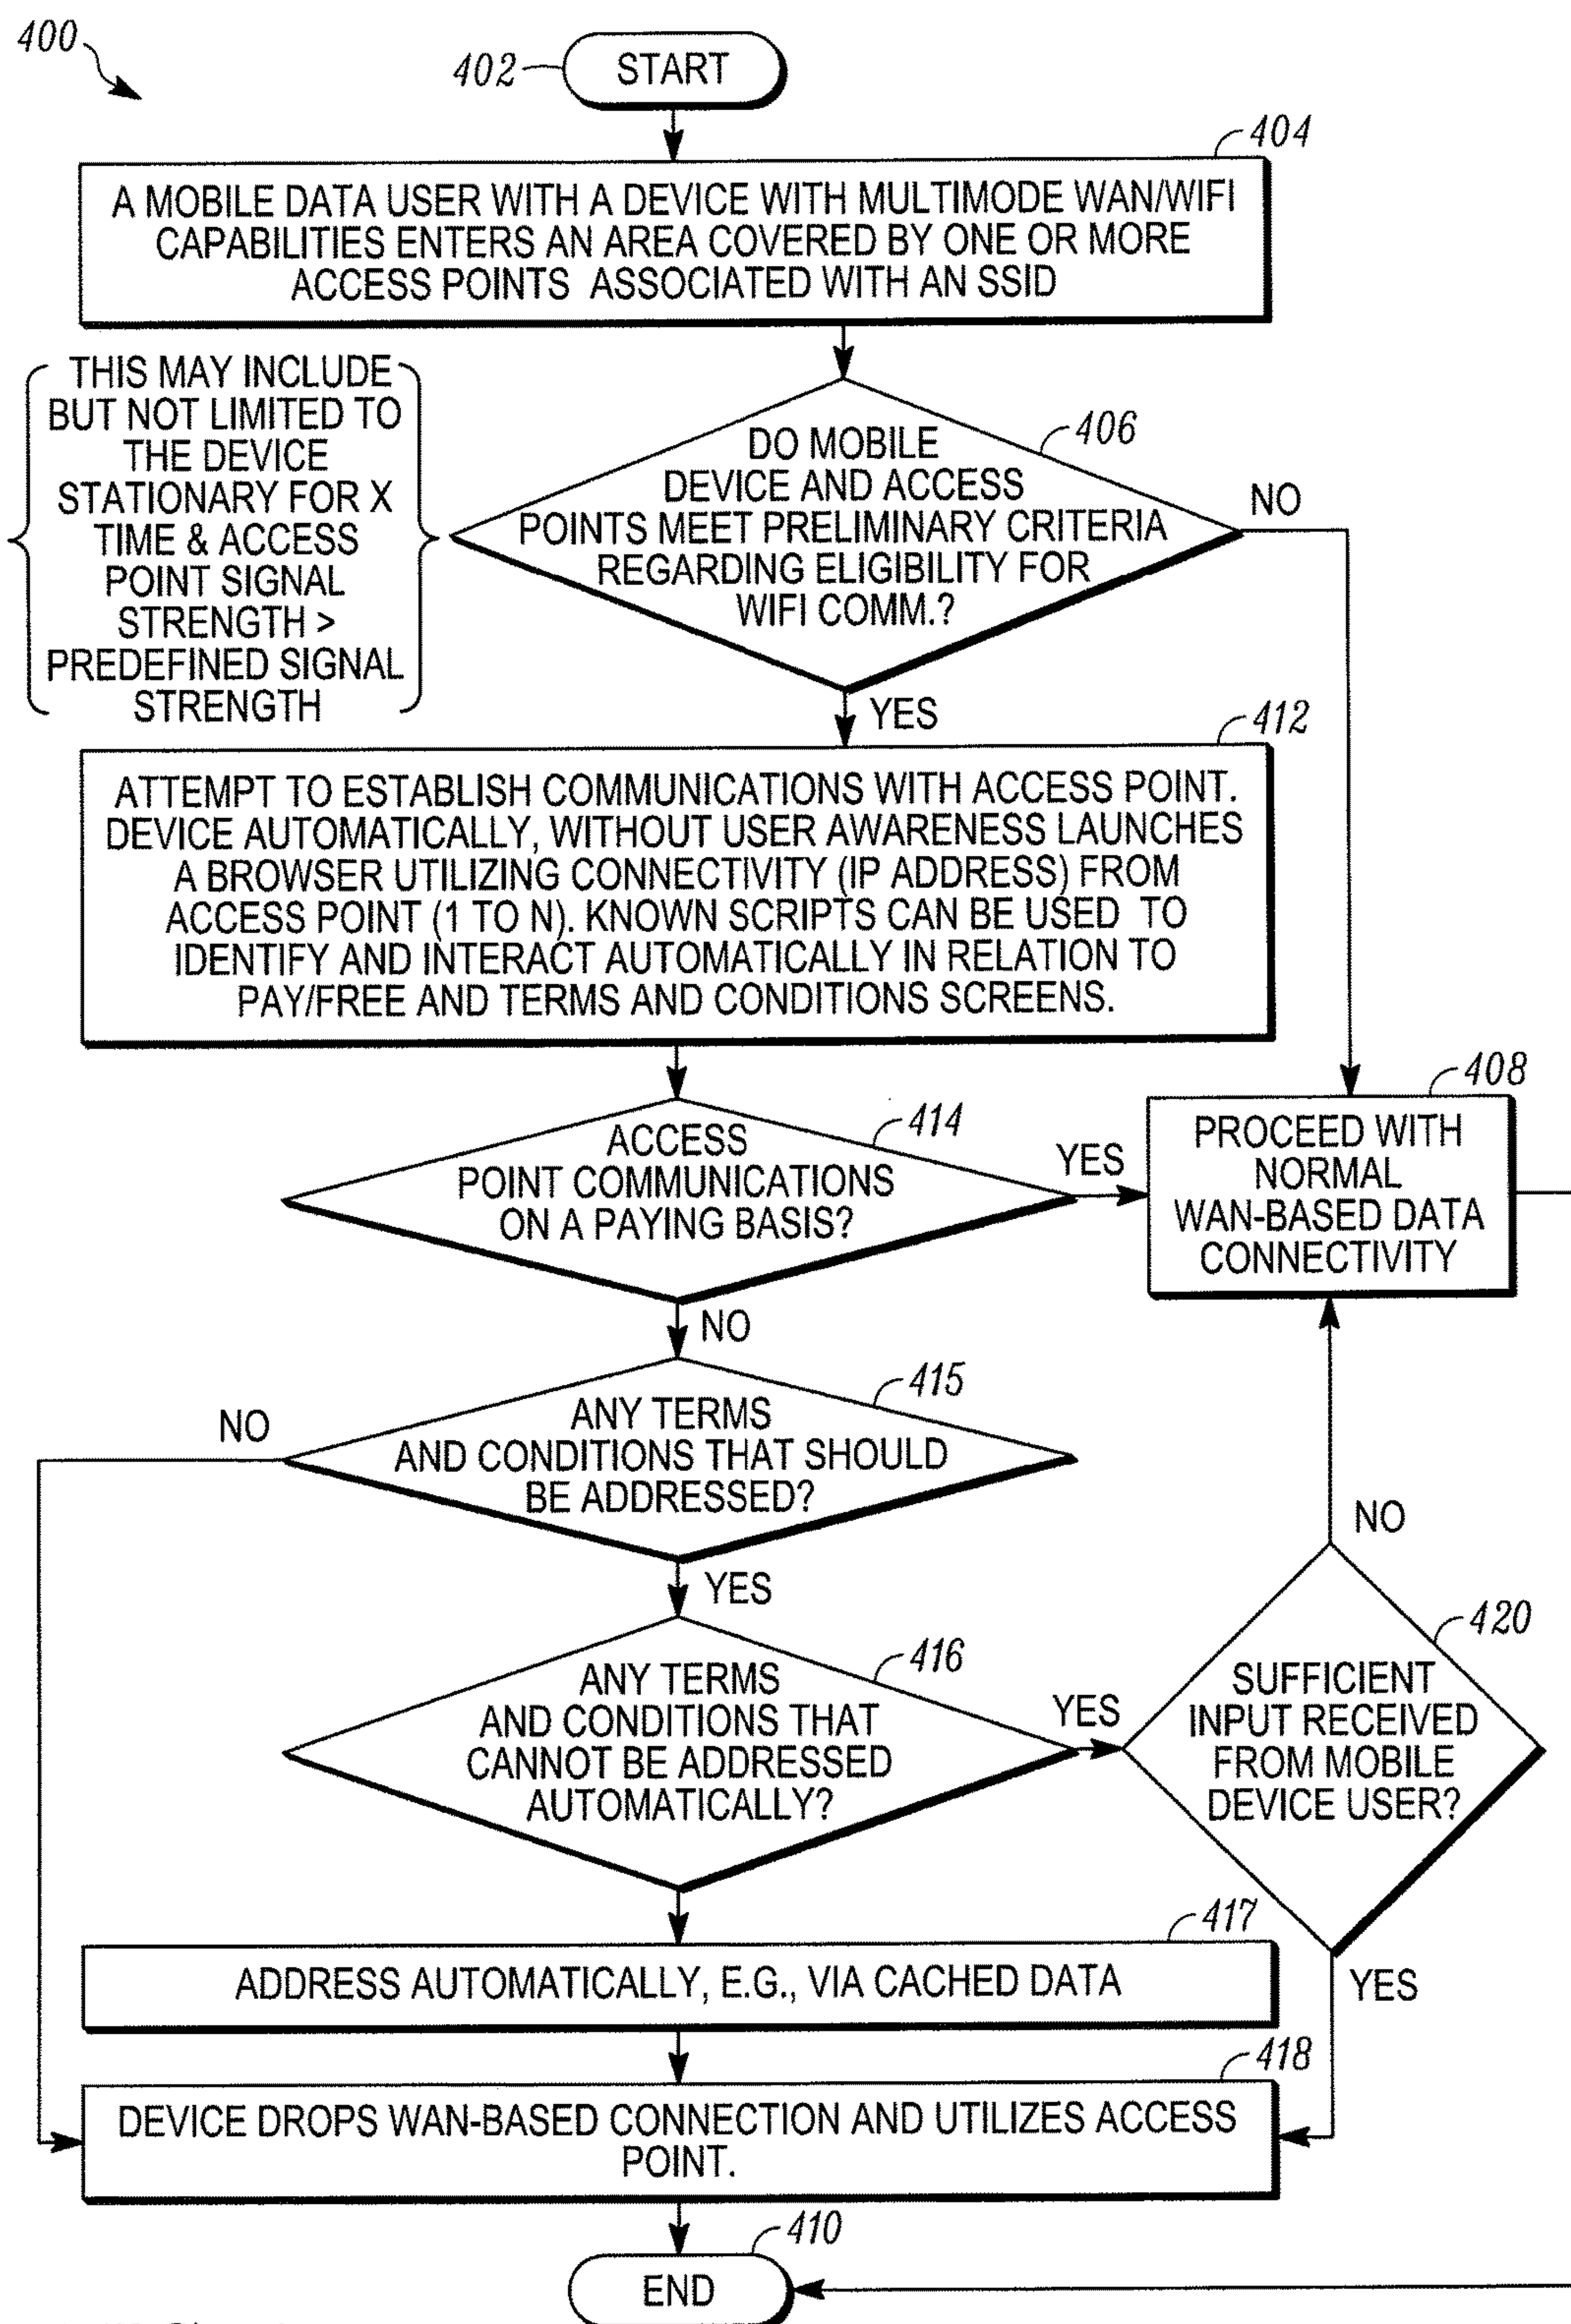 400
402
START
404
A MOBILE DATA USER WITH A DEVICE WITH MULTIMODE WAN/WIFI
CAPABILITIES ENTERS AN AREA COVERED BY ONE OR MORE
ACCESS POINTS ASSOCIATED WITH AN SSID
THIS MAY INCLUDE
BUT NOT LIMITED TO
THE DEVICE
STATIONARY FOR X
TIME & ACCESS
POINT SIGNAL
STRENGTH >
PREDEFINED SIGNAL
STRENGTH
406
DO MOBILE
DEVICE AND ACCESS
POINTS MEET PRELIMINARY CRITERIA
REGARDING ELIGIBILITY FOR
WIFI COMM.?
NO
YES
412
ATTEMPT TO ESTABLISH COMMUNICATIONS WITH ACCESS POINT.
DEVICE AUTOMATICALLY, WITHOUT USER AWARENESS LAUNCHES
A BROWSER UTILIZING CONNECTIVITY (IP ADDRESS) FROM
ACCESS POINT (1 TO N). KNOWN SCRIPTS CAN BE USED TO
IDENTIFY AND INTERACT AUTOMATICALLY IN RELATION TO
PAY/FREE AND TERMS AND CONDITIONS SCREENS.
414
ACCESS
POINT COMMUNICATIONS
ON A PAYING BASIS?
YES
408
PROCEED WITH
NORMAL
WAN-BASED DATA
CONNECTIVITY
NO
415
ANY TERMS
AND CONDITIONS THAT SHOULD
BE ADDRESSED?
NO
YES
416
ANY TERMS
AND CONDITIONS THAT
CANNOT BE ADDRESSED
AUTOMATICALLY?
YES
NO
420
SUFFICIENT
INPUT RECEIVED
FROM MOBILE
DEVICE USER?
YES
417
ADDRESS AUTOMATICALLY, E.G., VIA CACHED DATA
418
DEVICE DROPS WAN-BASED CONNECTION AND UTILIZES ACCESS
POINT.
410
END